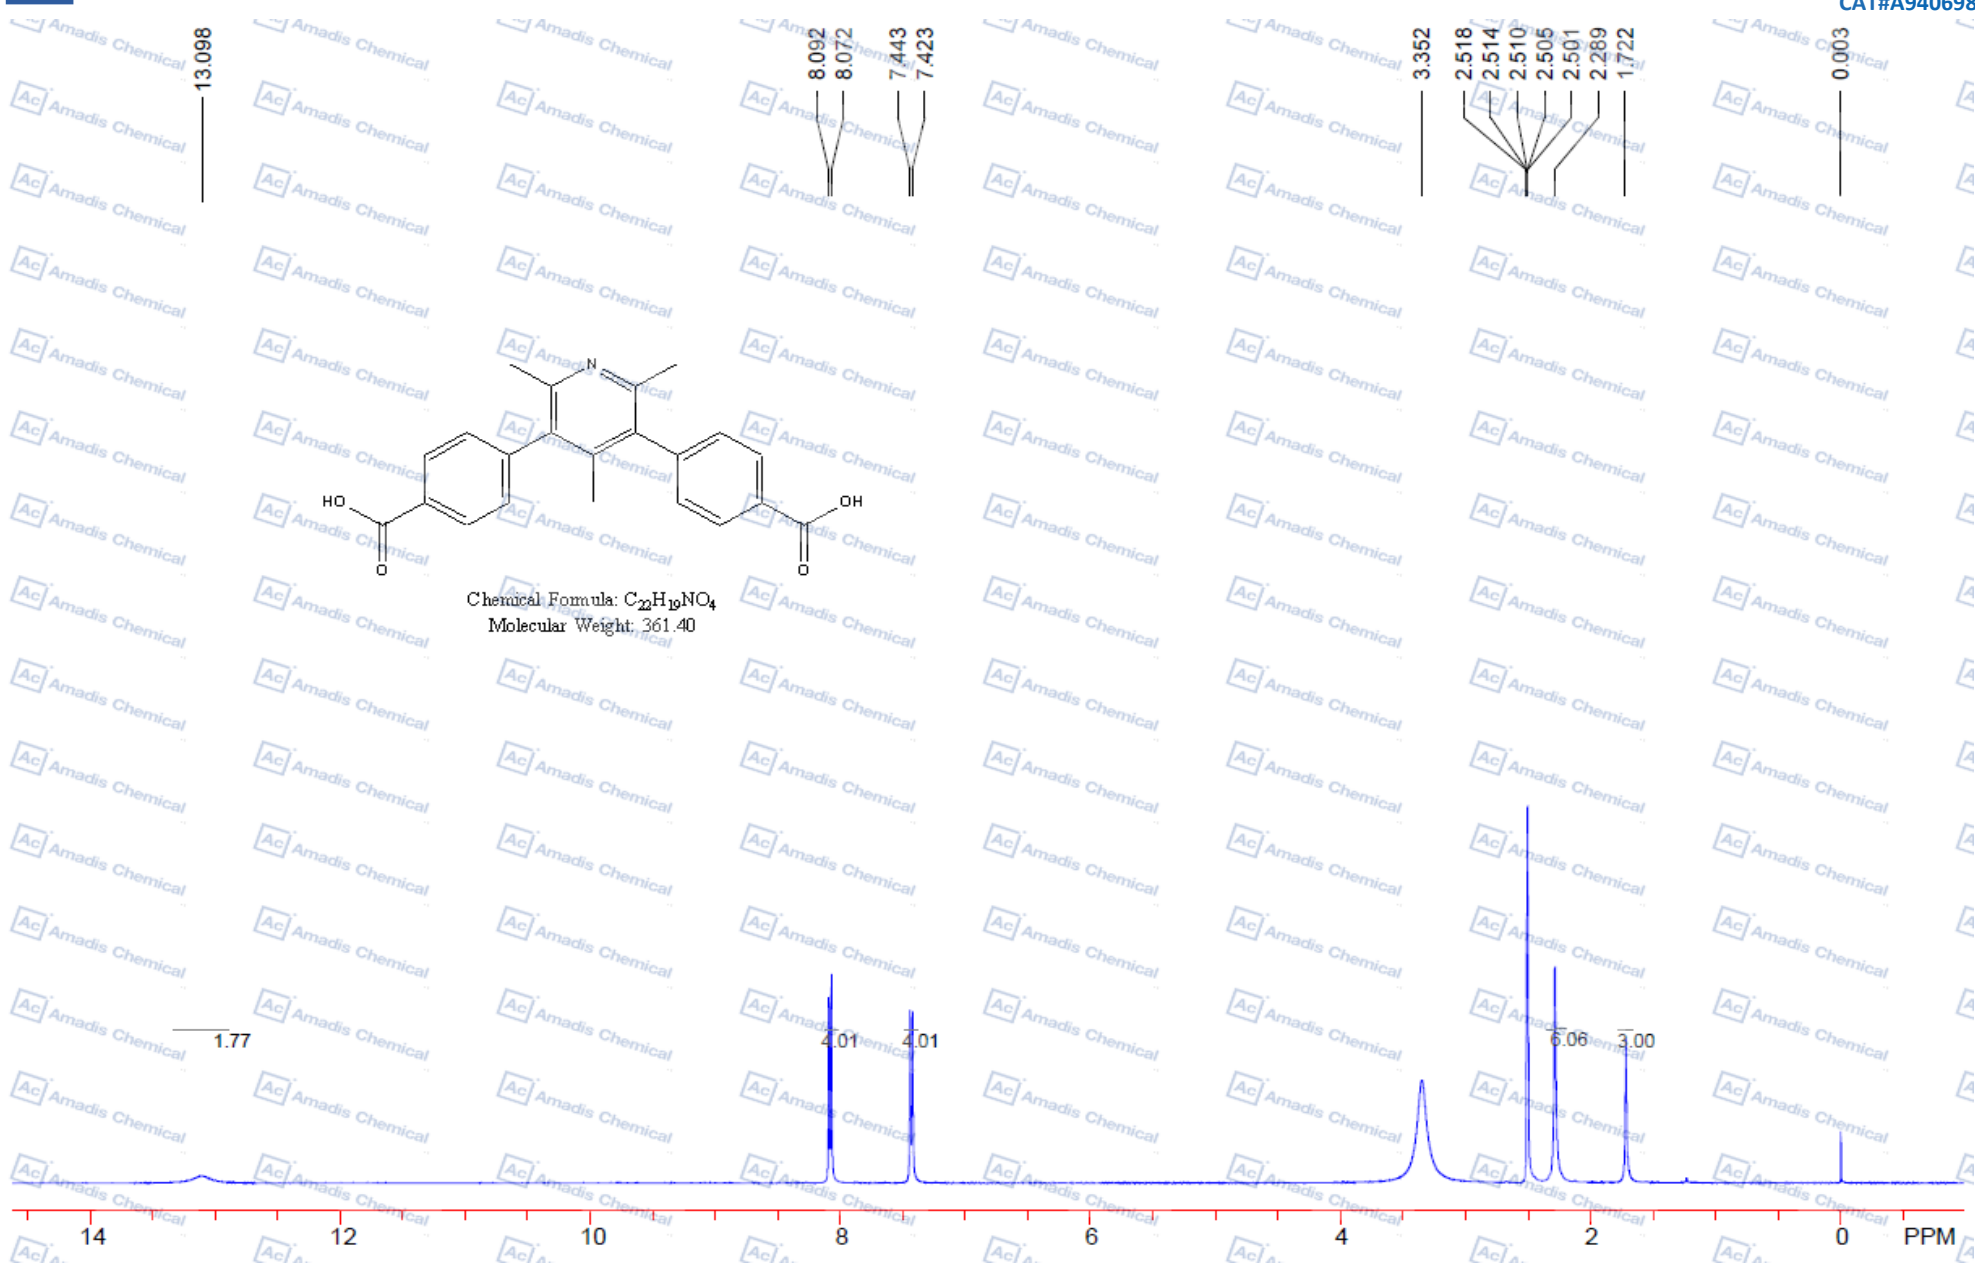 CAT#A940698
13.098
8.092
8.072
7.443
7.423
3.352
2.518
2.514
2.510
2.505
2.501
2.289
1.722
0.003
N
HO
OH
O
O
Chemical Formula: C22H19NO4
Molecular Weight: 361.40
1.77
4.01
4.01
6.06
3.00
14
12
10
8
6
4
2
0
PPM
Ac Amadis Chemical